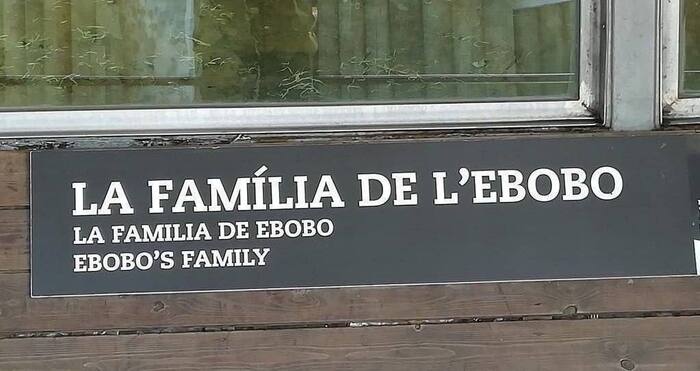 LA FAMÍLIA DE L'EBOBO
LA FAMILIA DE EBOBO
EBOBO'S FAMILY